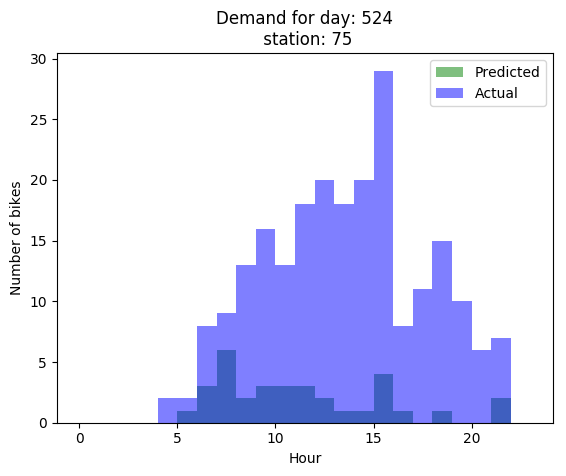 Demand for day: 524
station: 75
Number of bikes
30
25
20
15
10
5
0
Predicted
Actual
0 5 10 15 20
Hour